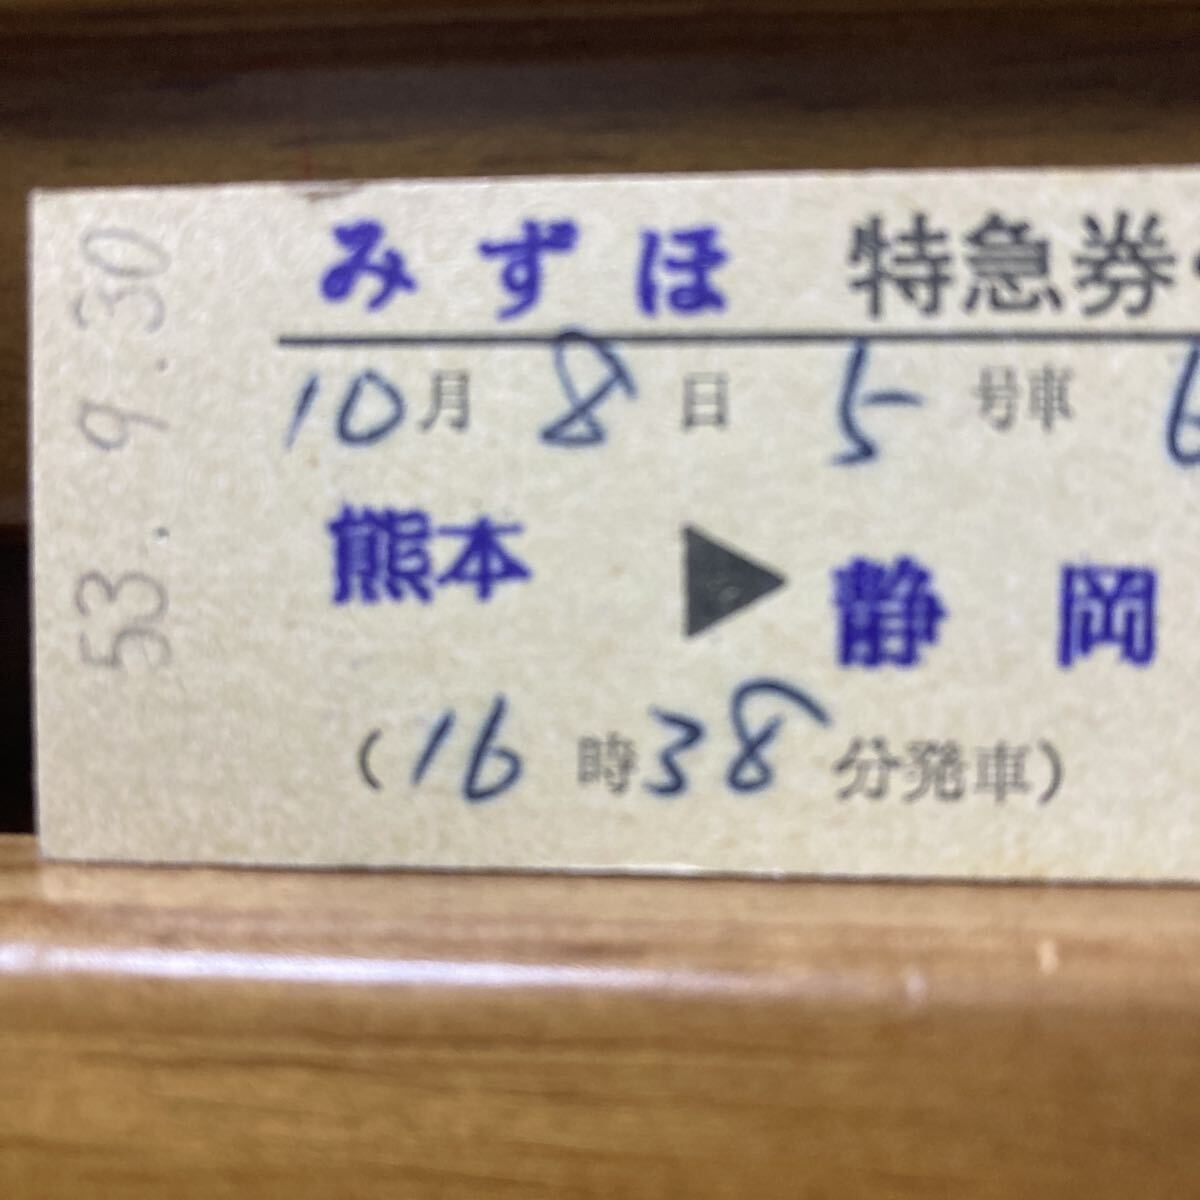 みずほ 特急券・
10月8日 5号車 6
熊本 ▶ 静岡
(16時38分発車)
53.9.30